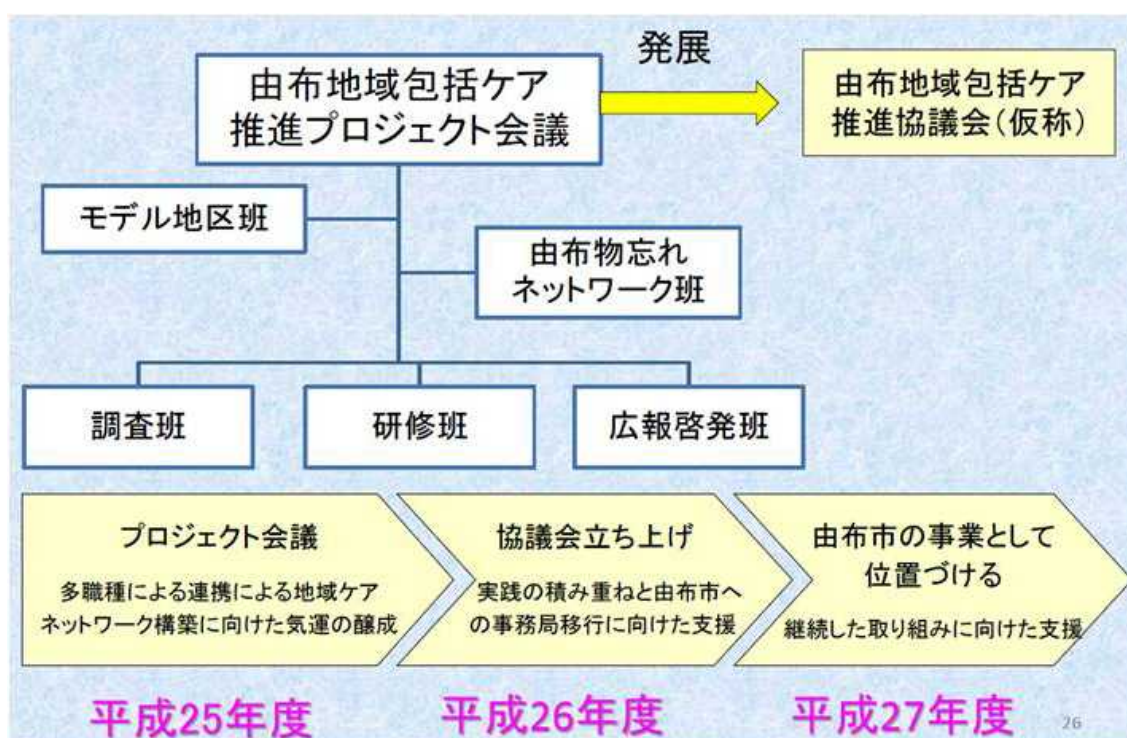 由布地域包括ケア
推進プロジェクト会議
発展
由布地域包括ケア
推進協議会(仮称)
モデル地区班
由布物忘れ
ネットワーク班
調査班
研修班
広報啓発班
プロジェクト会議
多職種による連携による地域ケア
ネットワーク構築に向けた気運の醸成
協議会立ち上げ
実践の積み重ねと由布市へ
の事務局移行に向けた支援
由布市の事業として
位置づける
継続した取り組みに向けた支援
平成25年度
平成26年度
平成27年度
26